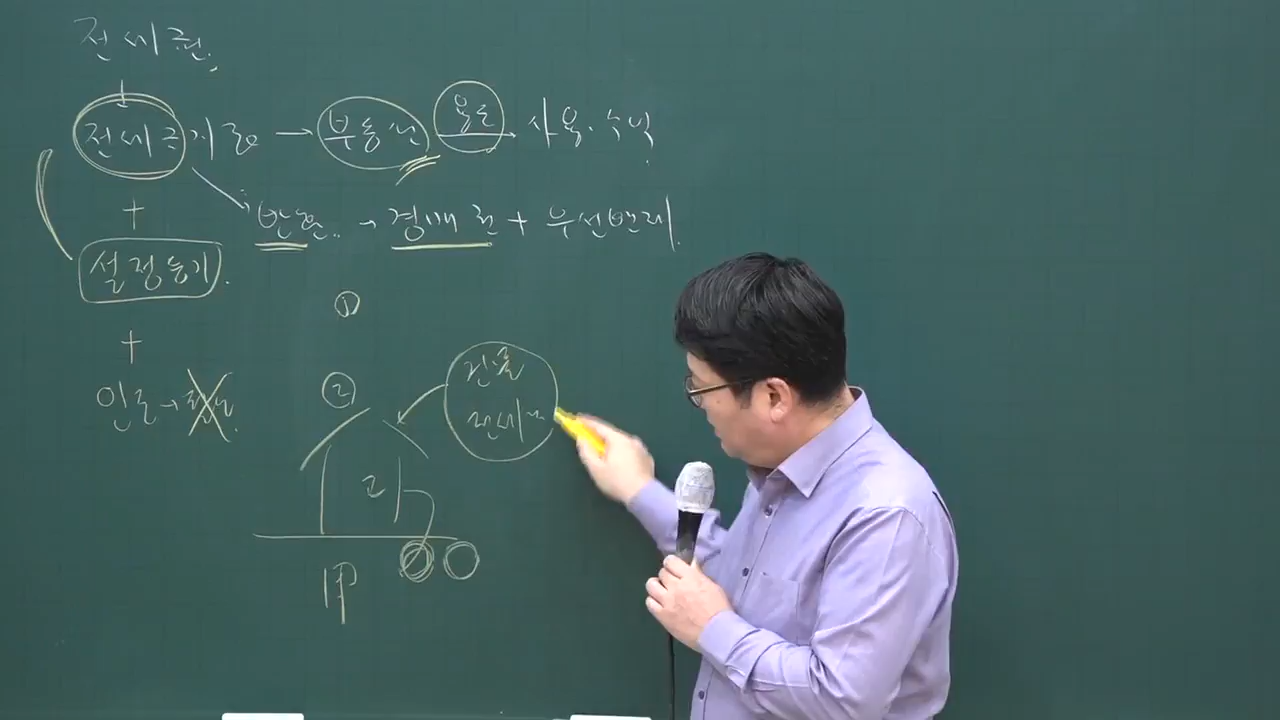 전세권.
전세금 지급 → 부동산 용도 사용·수익
+ 반환.. → 경매권 + 우선변제.
설정등기.
①
+
인도 →
②
건물
전세권
甲